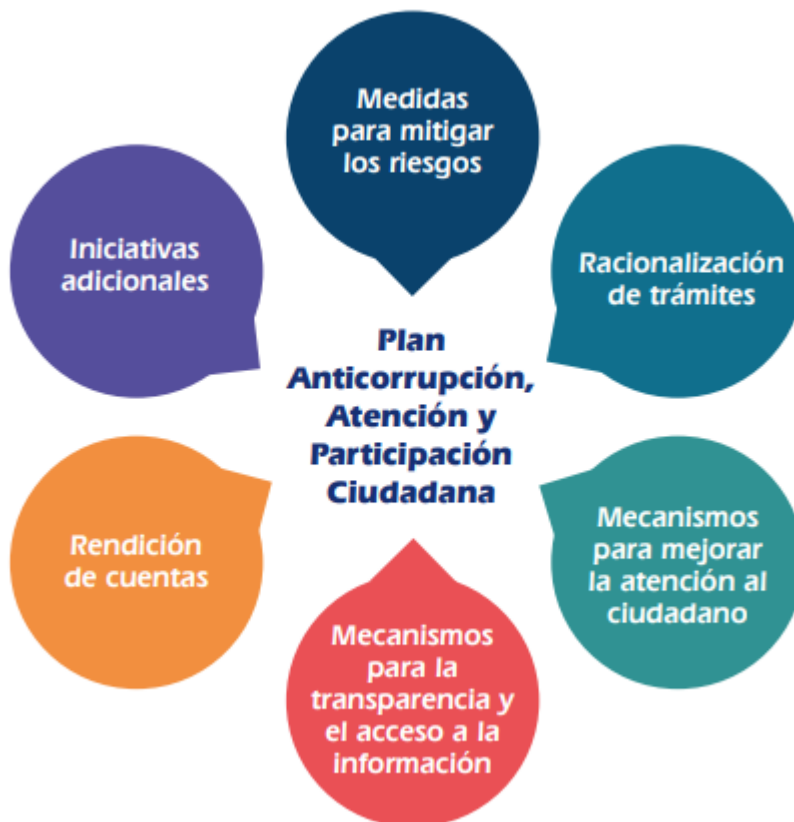 Medidas
para mitigar
los riesgos
Racionalización
de trámites
Mecanismos
para mejorar
la atención al
ciudadano
Mecanismos
para la
transparencia y
el acceso a la
información
Rendición
de cuentas
Iniciativas
adicionales
Plan
Anticorrupción,
Atención y
Participación
Ciudadana